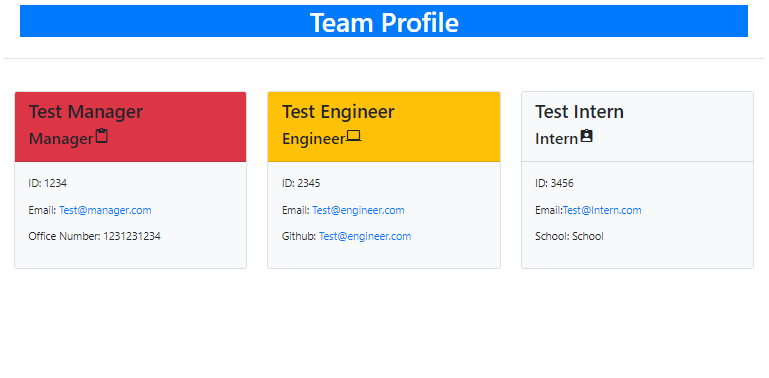 Team Profile
Test Manager
Manager
ID: 1234
Email: Test@manager.com
Office Number: 1231231234
Test Engineer
Engineer
ID: 2345
Email: Test@engineer.com
Github: Test@engineer.com
Test Intern
Intern
ID: 3456
Email:Test@Intern.com
School: School